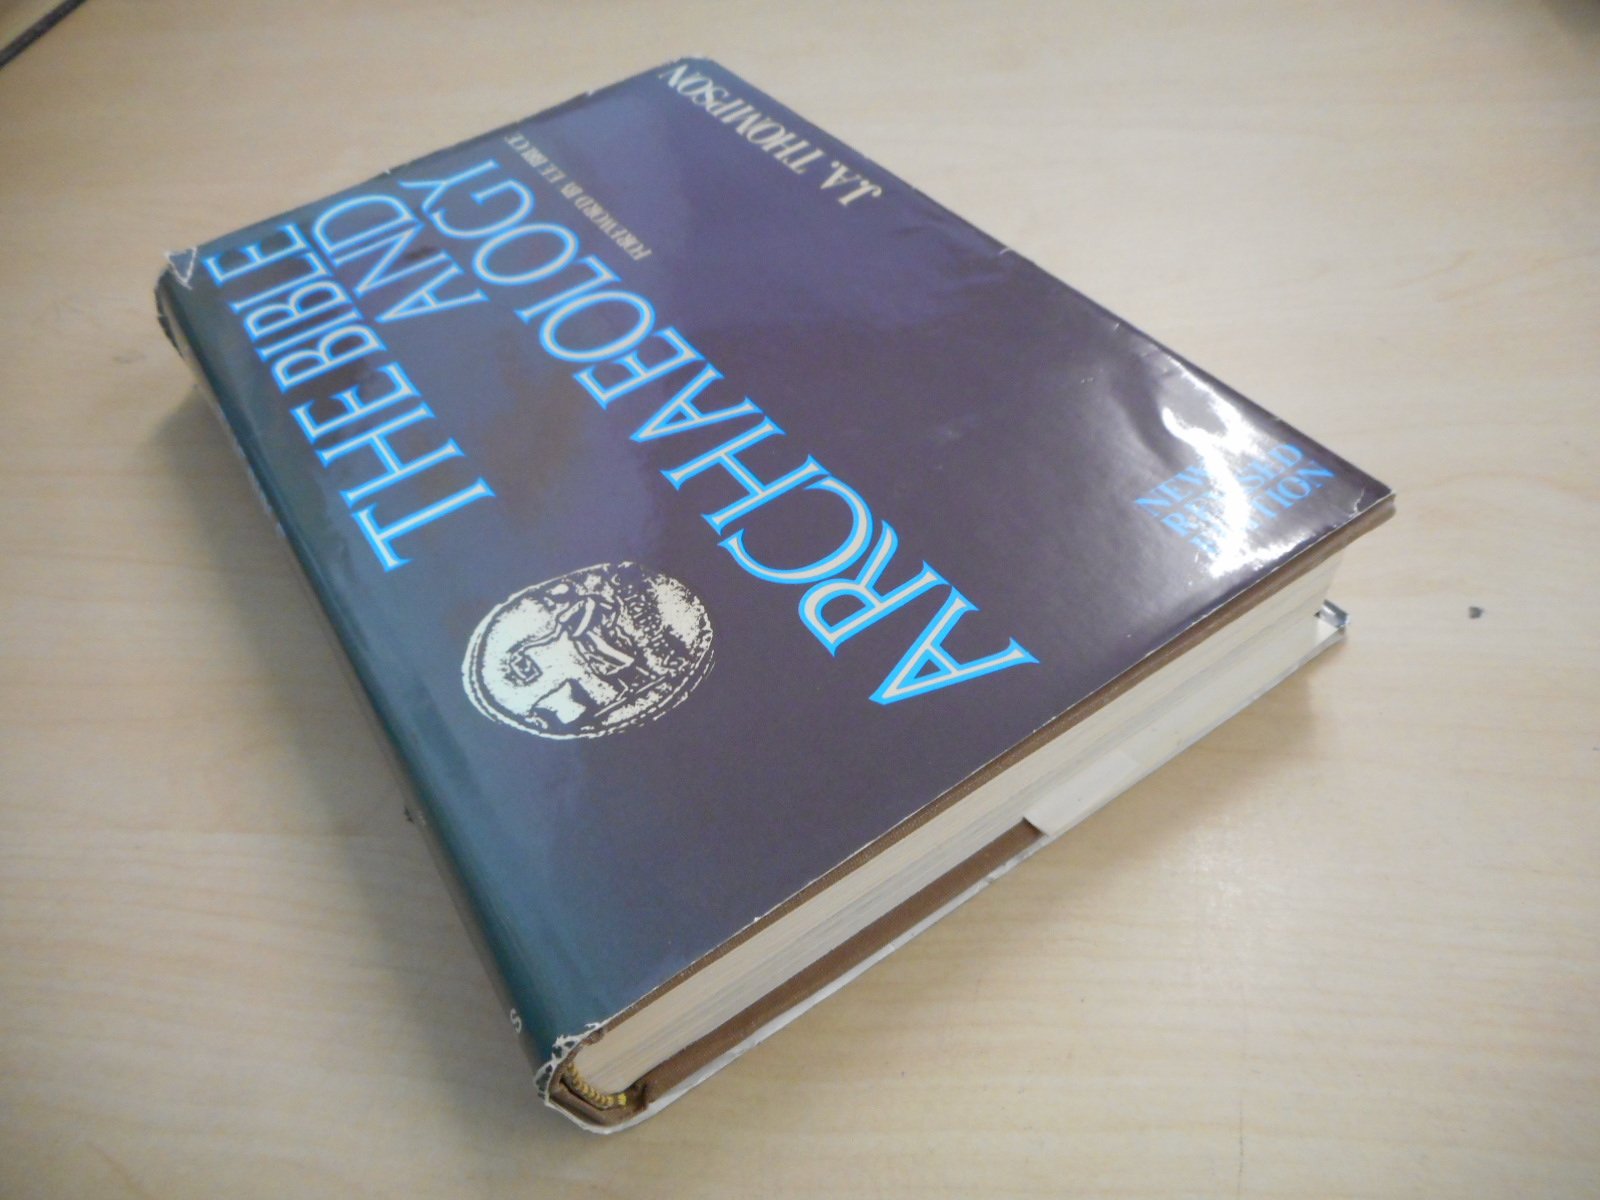 J.A. THOMPSON
THE BIBLE
AND
ARCHAEOLOGY
FOREWORD BY F.F. BRUCE
NEW
REVISED
EDITION
S